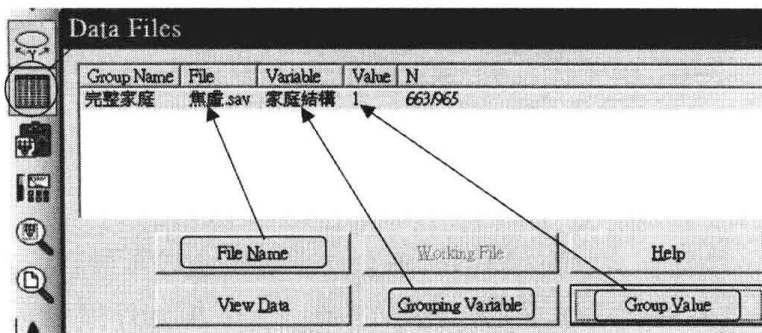 Data Files
Group Name File Variable Value N
完整家庭 焦慮.sav 家庭結構 1 663/965
File Name Working File Help
View Data Grouping Variable Group Value